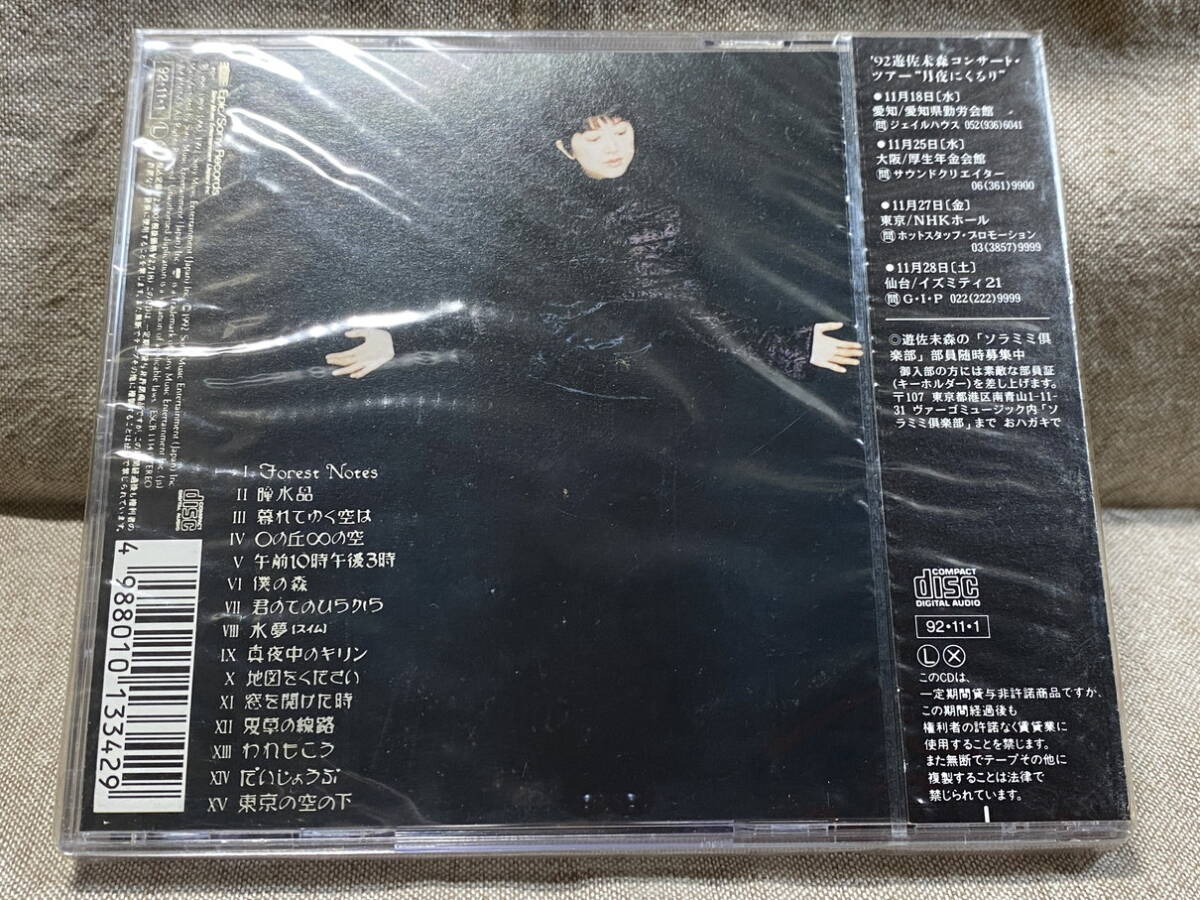 I. Forest Notes
II 瞳水晶
III 暮れてゆく空は
IV 0の丘∞の空
V 午前10時午後3時
VI 僕の森
VII 君のてのひらから
VIII 水夢[スイム]
IX 真夜中のキリン
X 地図をください
XI 窓を開けた時
XII 夏草の線路
XIII われもこう
XIV だいじょうぶ
XV 東京の空の下
Epic/Sony Records
92·11·1
COMPACT
disc
DIGITAL AUDIO
4 988010 133429
'92遊佐未森コンサート・
ツアー“月夜にくるり”
●11月18日[水]
愛知/愛知県勤労会館
問 ジェイルハウス 052(936)6041
●11月25日[水]
大阪/厚生年金会館
問 サウンドクリエイター
06(361)9900
●11月27日[金]
東京/NHKホール
問 ホットスタッフ・プロモーション
03(3857)9999
●11月28日[土]
仙台/イズミティ21
問 G・I・P 022(222)9999
◎遊佐未森の「ソラミミ倶
楽部」部員随時募集中
御入部の方には素敵な部員証
(キーホルダー)を差し上げます。
〒107 東京都港区南青山1-11-
31 ヴァーゴミュージック内「ソ
ラミミ倶楽部」まで おハガキで
COMPACT
disc
DIGITAL AUDIO
92・11・1
L X
このCDは、
一定期間貸与非許諾商品ですが、
この期間経過後も
権利者の許諾なく賃貸業に
使用することを禁じます。
また無断でテープその他に
複製することは法律で
禁じられています。